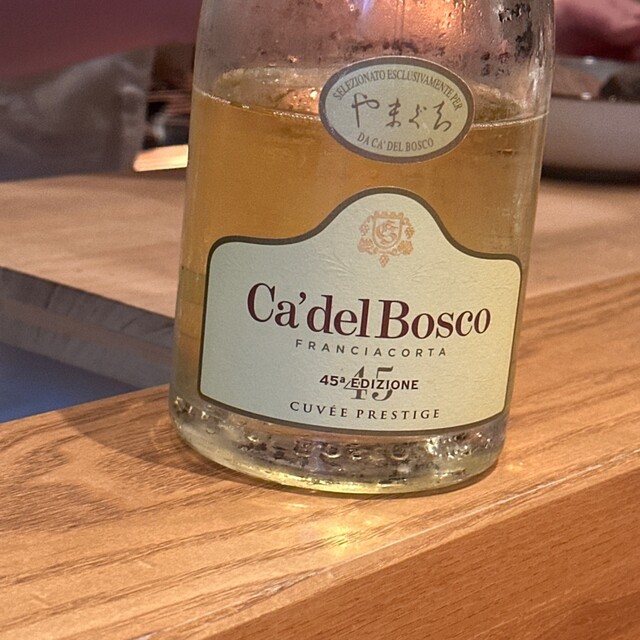 SELEZIONATO ESCLUSIVAMENTE PER
やまぐち
DA CA' DEL BOSCO
Ca'del Bosco
FRANCIACORTA
45
45ª EDIZIONE
CUVÉE PRESTIGE